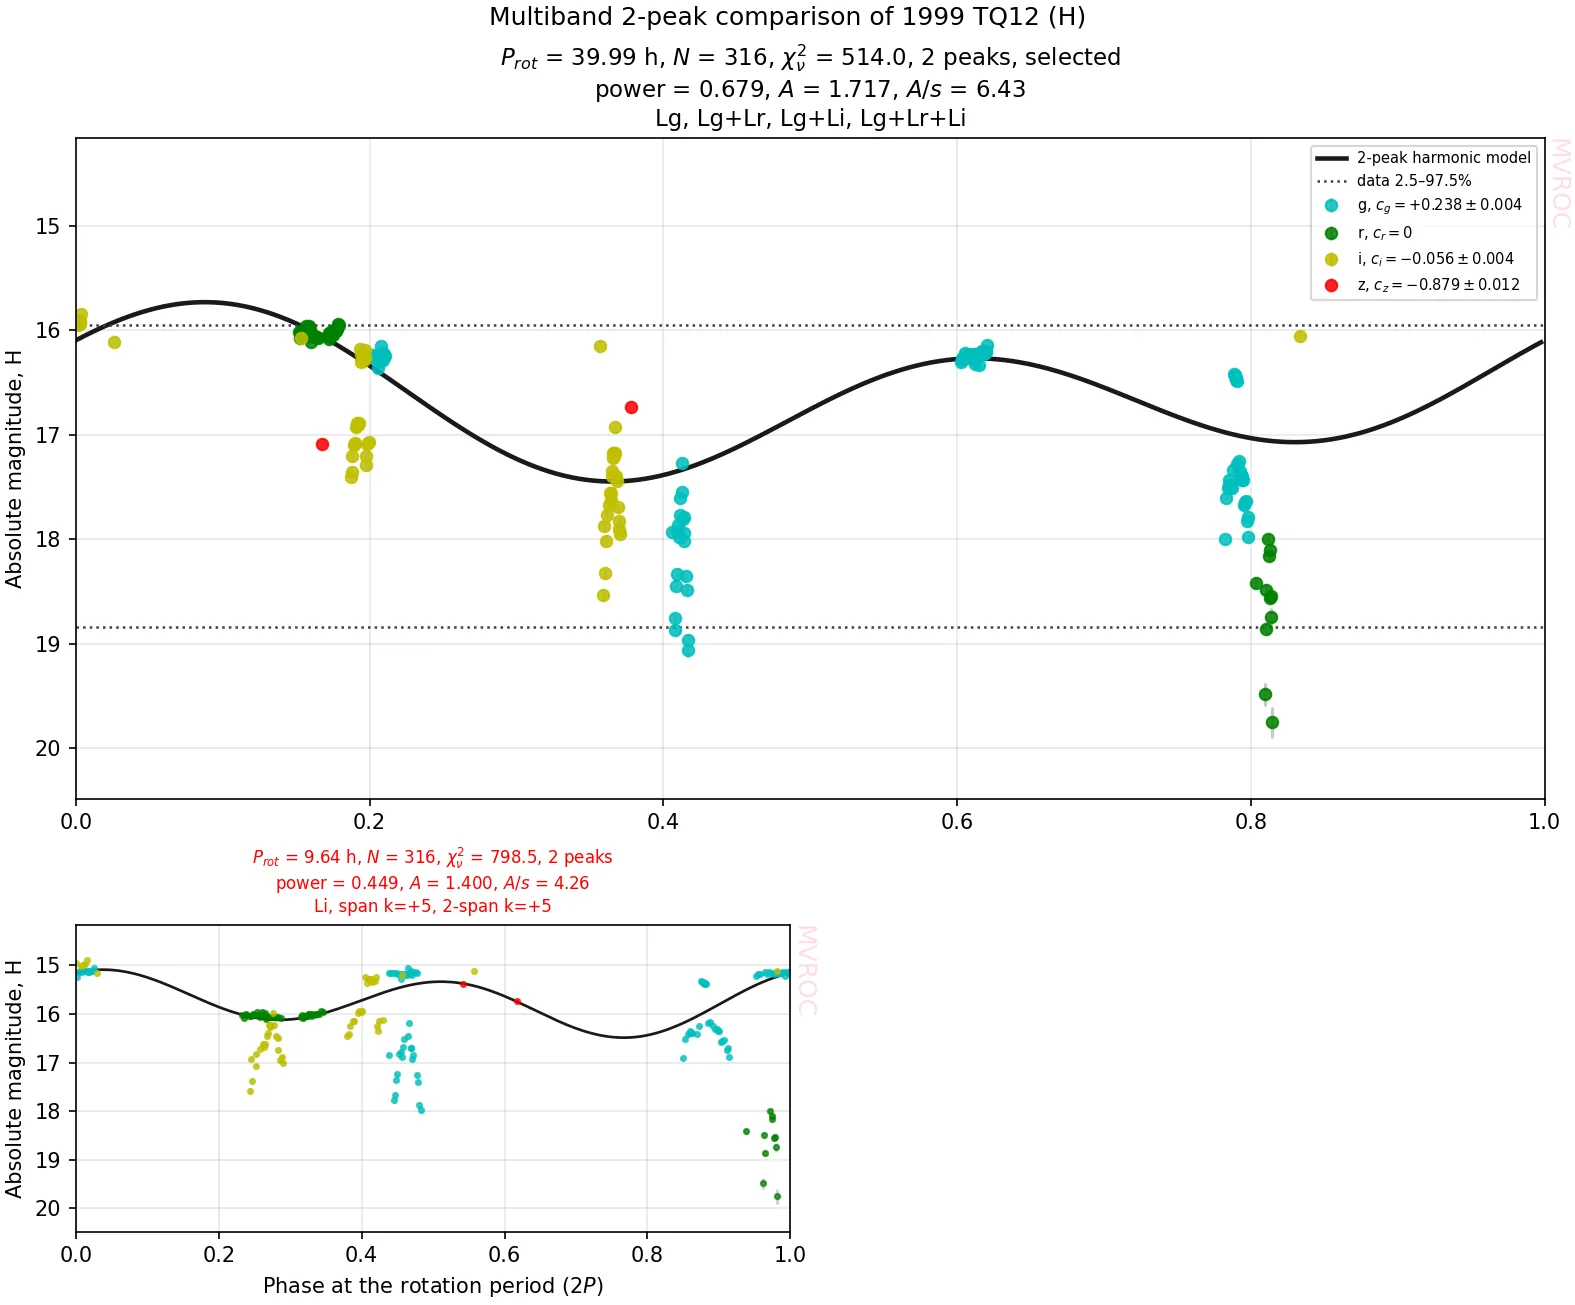 Multiband 2-peak comparison of 1999 TQ12 (H)
P_rot = 39.99 h, N = 316, χ²_ν = 514.0, 2 peaks, selected
power = 0.679, A = 1.717, A/s = 6.43
Lg, Lg+Lr, Lg+Li, Lg+Lr+Li
2-peak harmonic model
data 2.5–97.5%
g, c_g = +0.238 ± 0.004
r, c_r = 0
i, c_i = −0.056 ± 0.004
z, c_z = −0.879 ± 0.012
MVROC
Absolute magnitude, H
15
16
17
18
19
20
0.0 0.2 0.4 0.6 0.8 1.0
P_rot = 9.64 h, N = 316, χ²_ν = 798.5, 2 peaks
power = 0.449, A = 1.400, A/s = 4.26
Li, span k=+5, 2-span k=+5
MVROC
Absolute magnitude, H
15
16
17
18
19
20
0.0 0.2 0.4 0.6 0.8 1.0
Phase at the rotation period (2P)